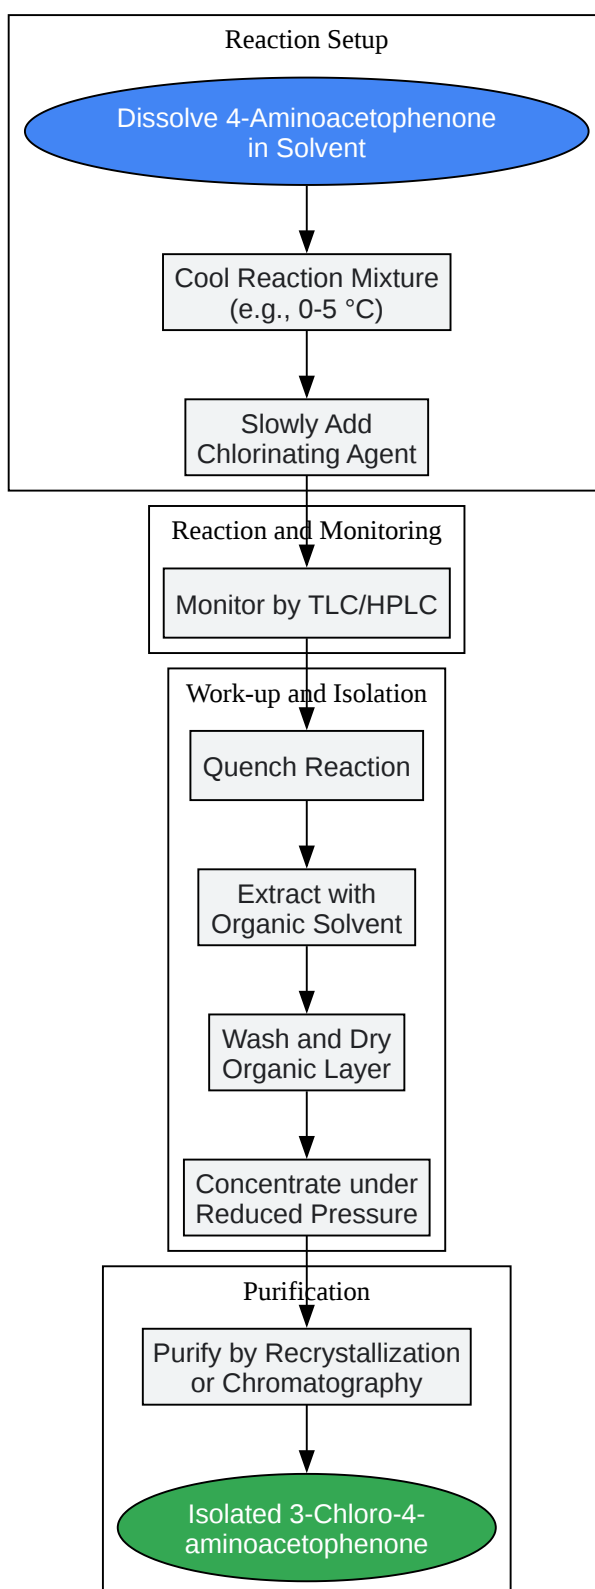 Reaction Setup
Dissolve 4-Aminoacetophenone
in Solvent
Cool Reaction Mixture
(e.g., 0-5 °C)
Slowly Add
Chlorinating Agent
Reaction and Monitoring
Monitor by TLC/HPLC
Work-up and Isolation
Quench Reaction
Extract with
Organic Solvent
Wash and Dry
Organic Layer
Concentrate under
Reduced Pressure
Purification
Purify by Recrystallization
or Chromatography
Isolated 3-Chloro-4-
aminoacetophenone